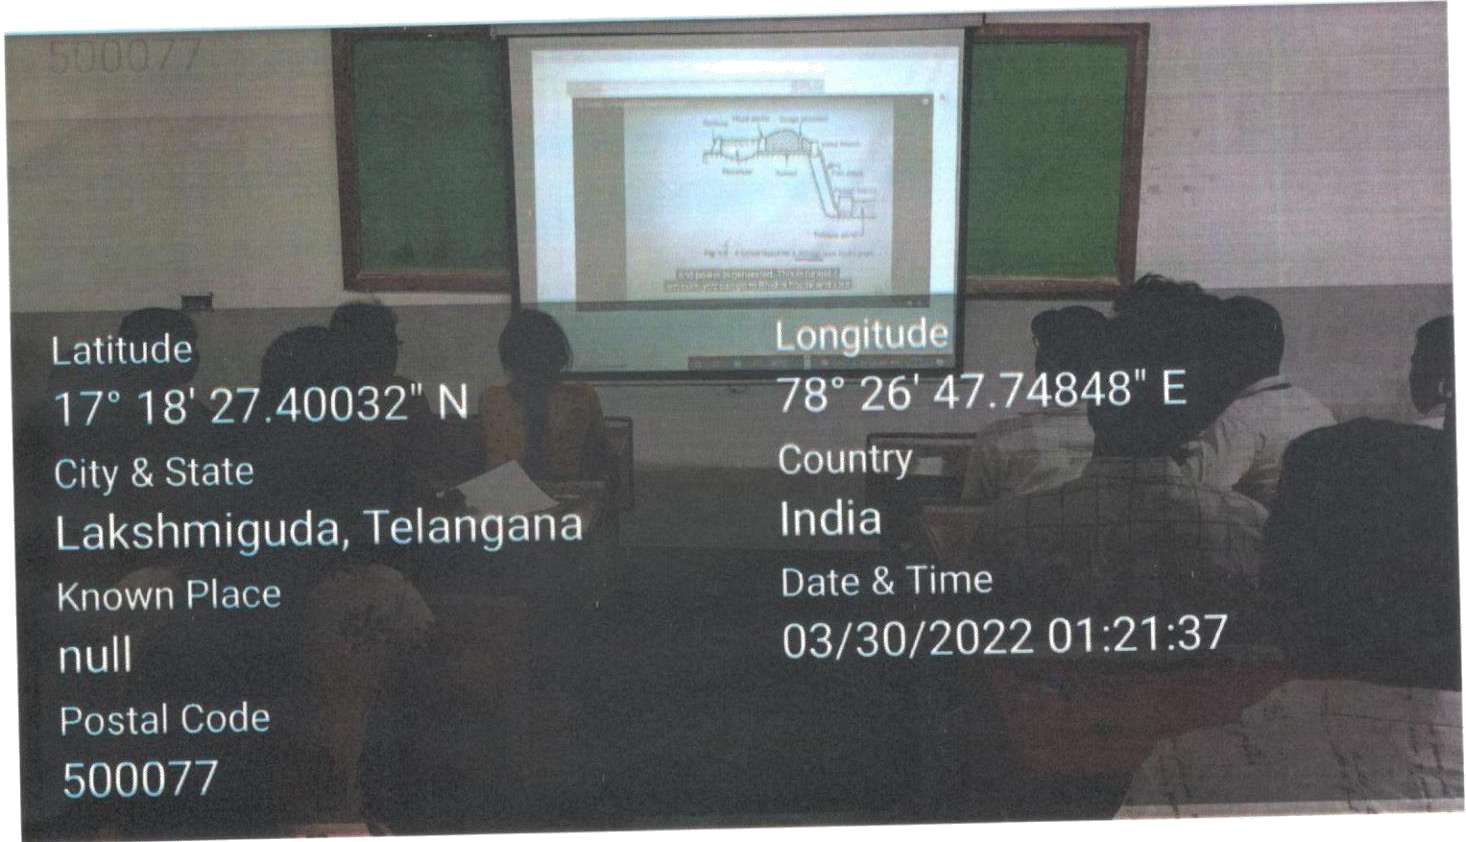 500077
Latitude
17° 18' 27.40032" N
City & State
Lakshmiguda, Telangana
Known Place
null
Postal Code
500077
Longitude
78° 26' 47.74848" E
Country
India
Date & Time
03/30/2022 01:21:37